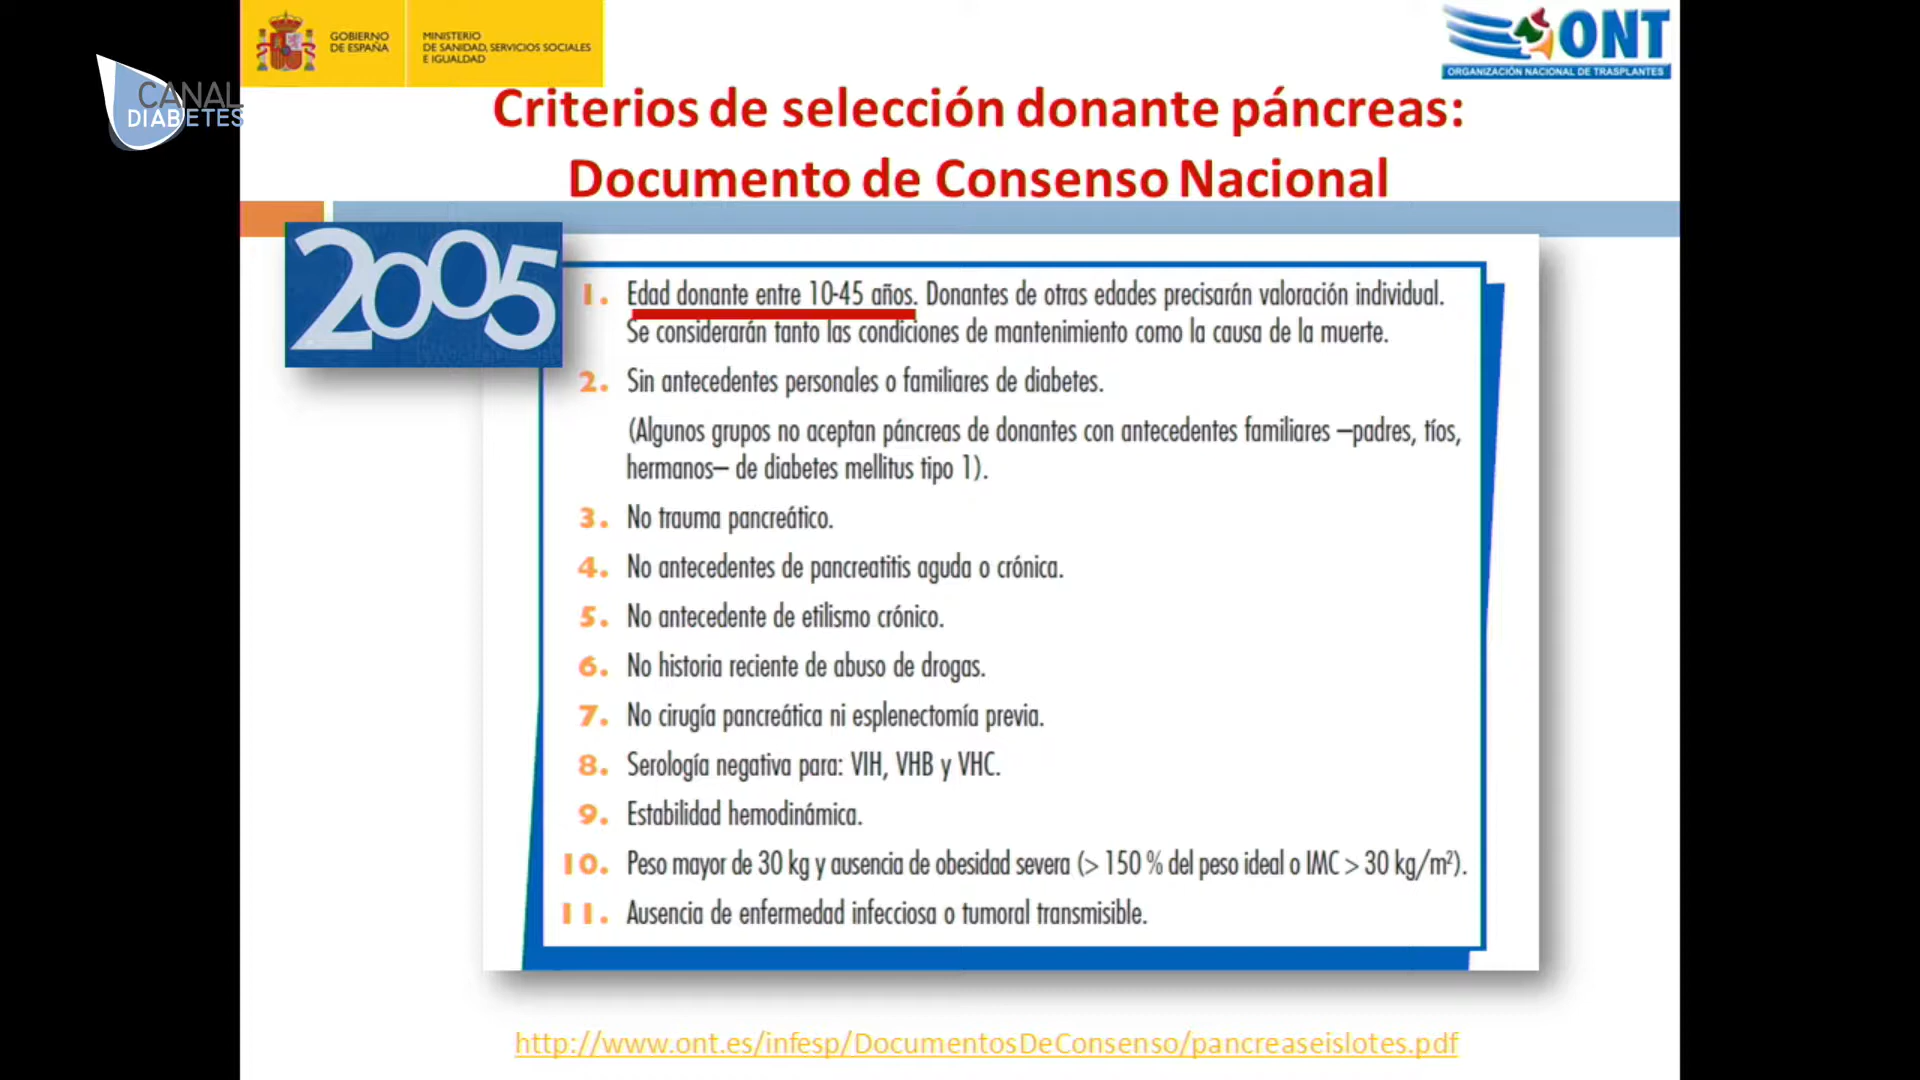 GOBIERNO
DE ESPAÑA
MINISTERIO
DE SANIDAD, SERVICIOS SOCIALES
E IGUALDAD
ONT
ORGANIZACIÓN NACIONAL DE TRASPLANTES
CANAL
DIABETES
Criterios de selección donante páncreas:
Documento de Consenso Nacional
2005
1. Edad donante entre 10-45 años. Donantes de otras edades precisarán valoración individual.
Se considerarán tanto las condiciones de mantenimiento como la causa de la muerte.
2. Sin antecedentes personales o familiares de diabetes.
(Algunos grupos no aceptan páncreas de donantes con antecedentes familiares –padres, tíos,
hermanos– de diabetes mellitus tipo 1).
3. No trauma pancreático.
4. No antecedentes de pancreatitis aguda o crónica.
5. No antecedente de etilismo crónico.
6. No historia reciente de abuso de drogas.
7. No cirugía pancreática ni esplenectomía previa.
8. Serología negativa para: VIH, VHB y VHC.
9. Estabilidad hemodinámica.
10. Peso mayor de 30 kg y ausencia de obesidad severa (> 150 % del peso ideal o IMC > 30 kg/m²).
11. Ausencia de enfermedad infecciosa o tumoral transmisible.
http://www.ont.es/infesp/DocumentosDeConsenso/pancreaseislotes.pdf